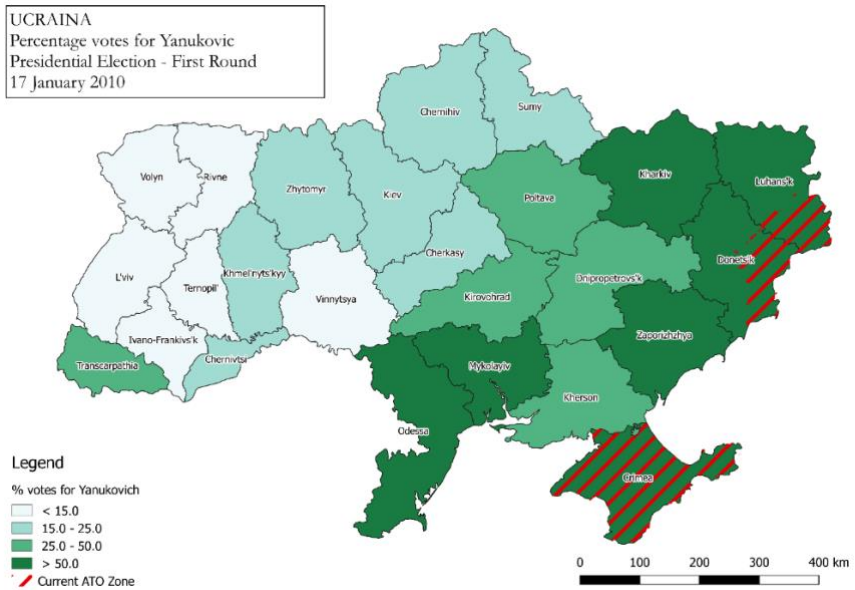 UCRAINA
Percentage votes for Yanukovic
Presidential Election - First Round
17 January 2010
Chernihiv
Sumy
Volyn
Rivne
Zhytomyr
Kiev
Poltava
Kharkiv
Luhans'k
L'viv
Ternopil'
Khmel'nyts'kyy
Vinnytsya
Cherkasy
Kirovohrad
Dnipropetrovs'k
Donets'k
Ivano-Frankivs'k
Transcarpathia
Chernivtsi
Zaporizhzhya
Mykolayiv
Kherson
Odessa
Crimea
Legend
% votes for Yanukovich
< 15.0
15.0 - 25.0
25.0 - 50.0
> 50.0
Current ATO Zone
0 100 200 300 400 km